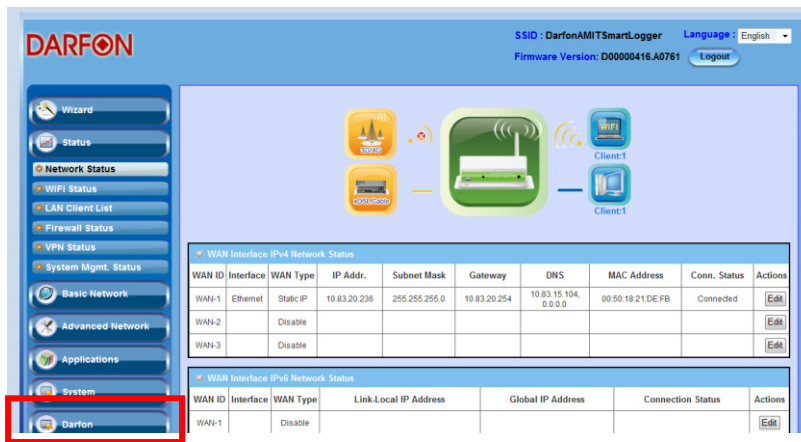 DARFON
SSID : DarfonAMITSmartLogger
Language : English
Firmware Version: D00000416.A0761
Logout
Wizard
Status
Network Status
WiFi Status
LAN Client List
Firewall Status
VPN Status
System Mgmt. Status
Basic Network
Advanced Network
Applications
System
Darfon
3G/4G
WiFi
Client:1
xDSL/Cable
Client:1
WAN Interface IPv4 Network Status
WAN ID Interface WAN Type IP Addr. Subnet Mask Gateway DNS MAC Address Conn. Status Actions
WAN-1 Ethernet Static IP 10.83.20.236 255.255.255.0 10.83.20.254 10.83.15.104, 0.0.0.0 00:50:18:21:DE:FB Connected Edit
WAN-2 Disable Edit
WAN-3 Disable Edit
WAN Interface IPv6 Network Status
WAN ID Interface WAN Type Link-Local IP Address Global IP Address Connection Status Actions
WAN-1 Disable Edit